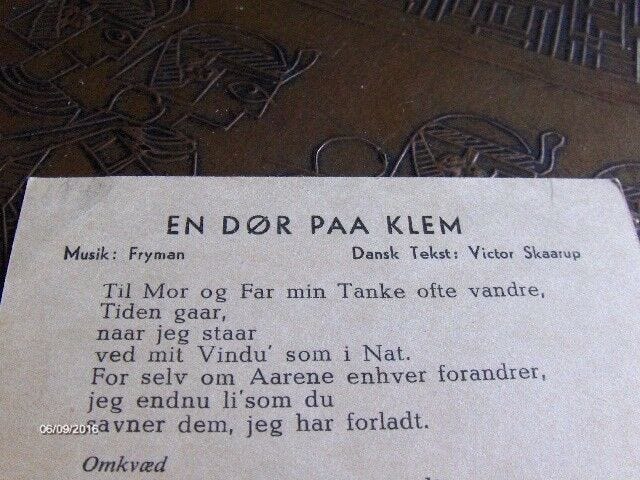 EN DØR PAA KLEM
Musik: Fryman Dansk Tekst: Victor Skaarup
Til Mor og Far min Tanke ofte vandre,
Tiden gaar,
naar jeg staar
ved mit Vindu' som i Nat.
For selv om Aarene enhver forandrer,
jeg endnu li'som du
savner dem, jeg har forladt.
06/09/2016
Omkvæd